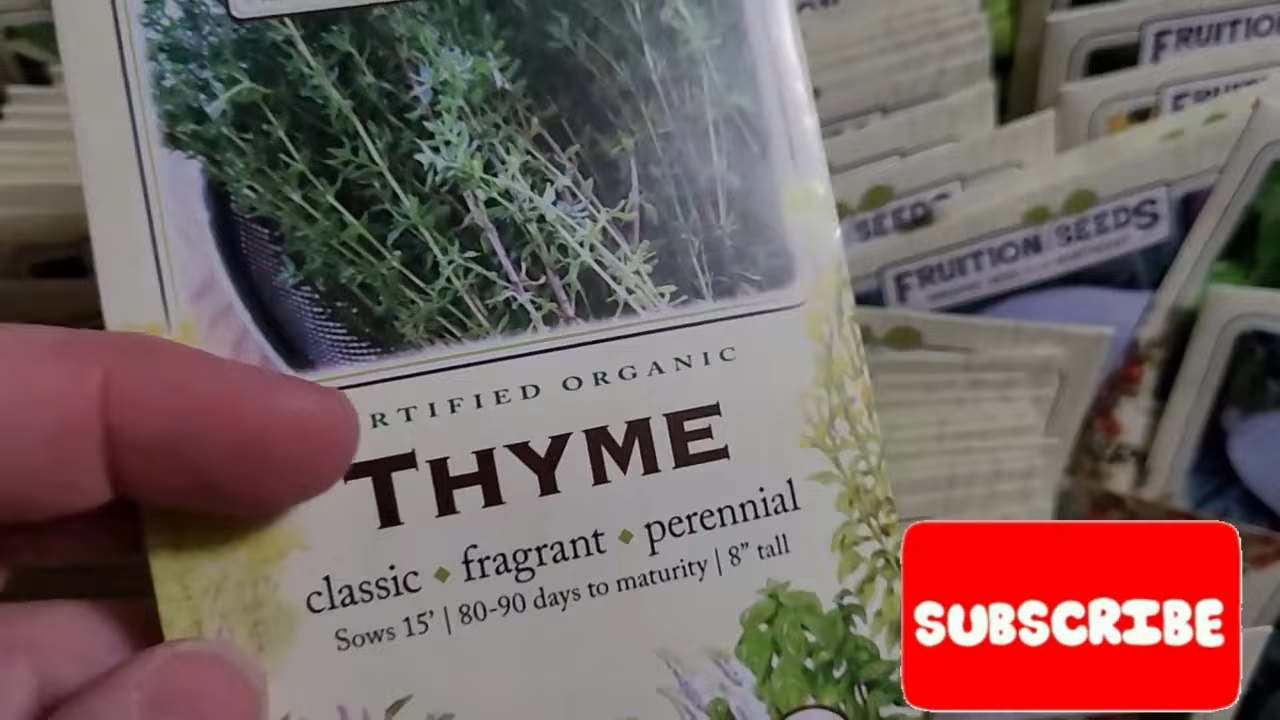 FRUITION
FRUITION
SEEDS
FRUITION SEEDS
RTIFIED ORGANIC
THYME
classic ◆ fragrant ◆ perennial
Sows 15' | 80-90 days to maturity | 8" tall
SUBSCRIBE